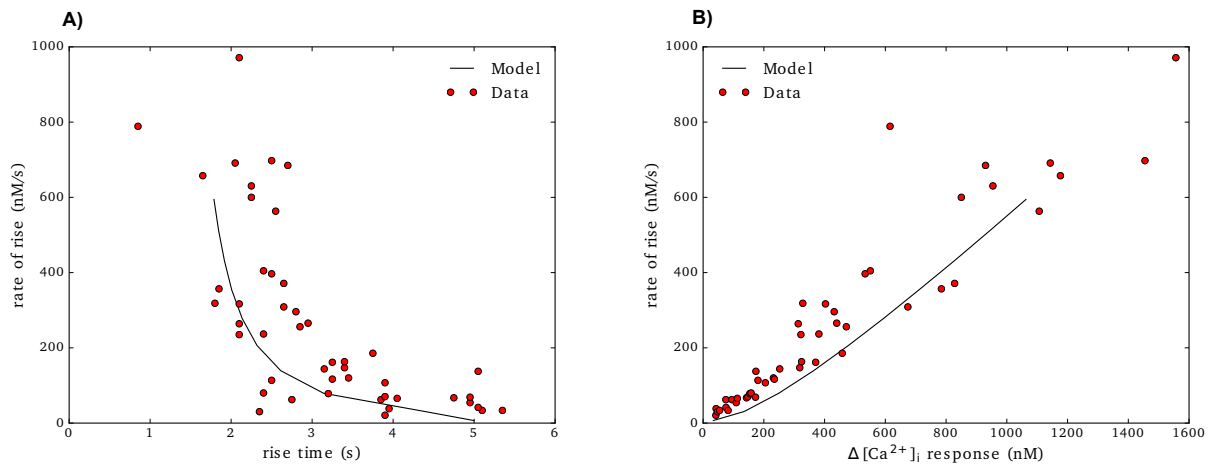 A)
1000
800
600
400
200
0
rate of rise (nM/s)
0 1 2 3 4 5 6
rise time (s)
Model
Data
B)
1000
800
600
400
200
0
rate of rise (nM/s)
0 200 400 600 800 1000 1200 1400 1600
Δ[Ca²⁺]ᵢ response (nM)
Model
Data